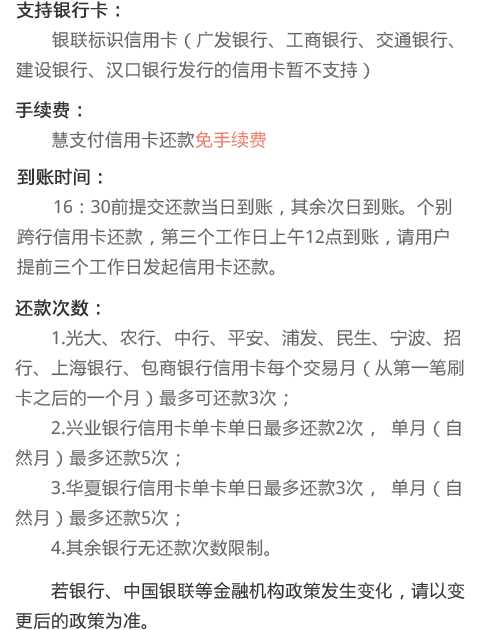 支持银行卡：
银联标识信用卡（广发银行、工商银行、交通银行、
建设银行、汉口银行发行的信用卡暂不支持）
手续费：
慧支付信用卡还款免手续费
到账时间：
16：30前提交还款当日到账，其余次日到账。个别
跨行信用卡还款，第三个工作日上午12点到账，请用户
提前三个工作日发起信用卡还款。
还款次数：
1.光大、农行、中行、平安、浦发、民生、宁波、招
行、上海银行、包商银行信用卡每个交易月（从第一笔刷
卡之后的一个月）最多可还款3次；
2.兴业银行信用卡单卡单日最多还款2次， 单月（自
然月）最多还款5次；
3.华夏银行信用卡单卡单日最多还款3次， 单月（自
然月）最多还款5次；
4.其余银行无还款次数限制。
若银行、中国银联等金融机构政策发生变化，请以变
更后的政策为准。